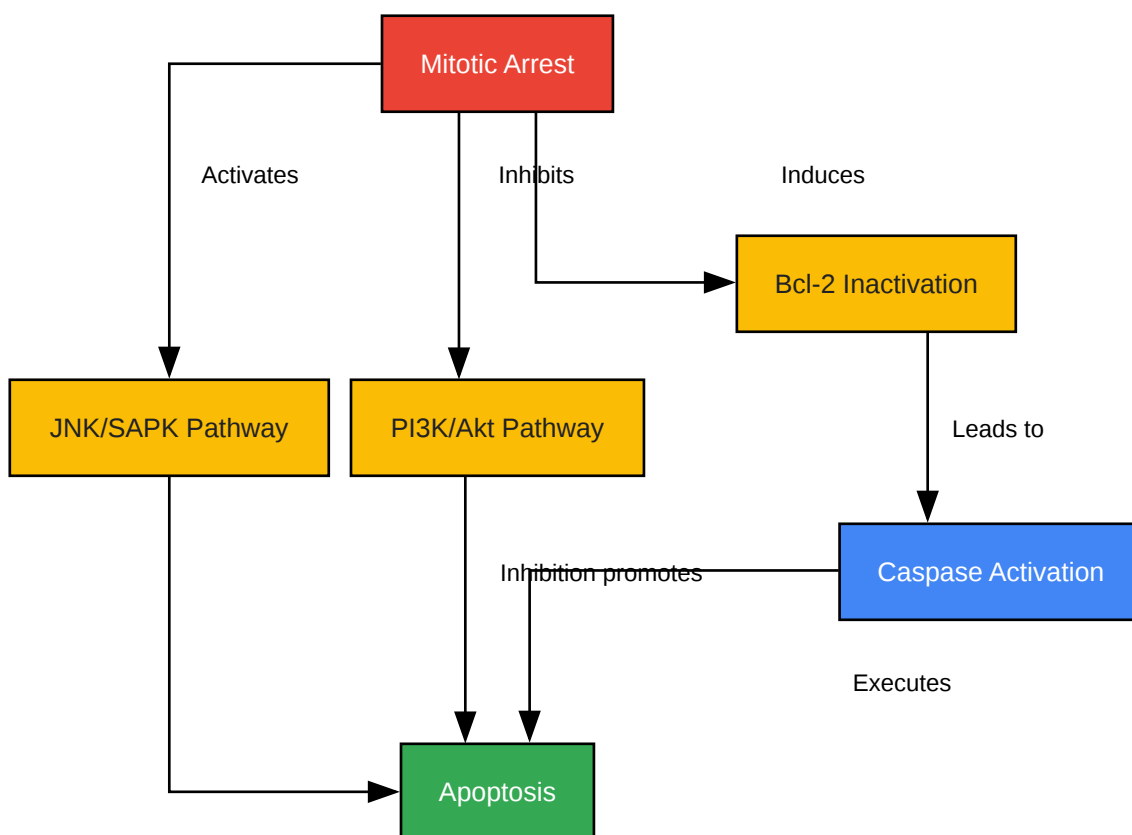 Mitotic Arrest
Activates
Inhibits
Induces
Bcl-2 Inactivation
JNK/SAPK Pathway
PI3K/Akt Pathway
Leads to
Inhibition promotes
Caspase Activation
Executes
Apoptosis